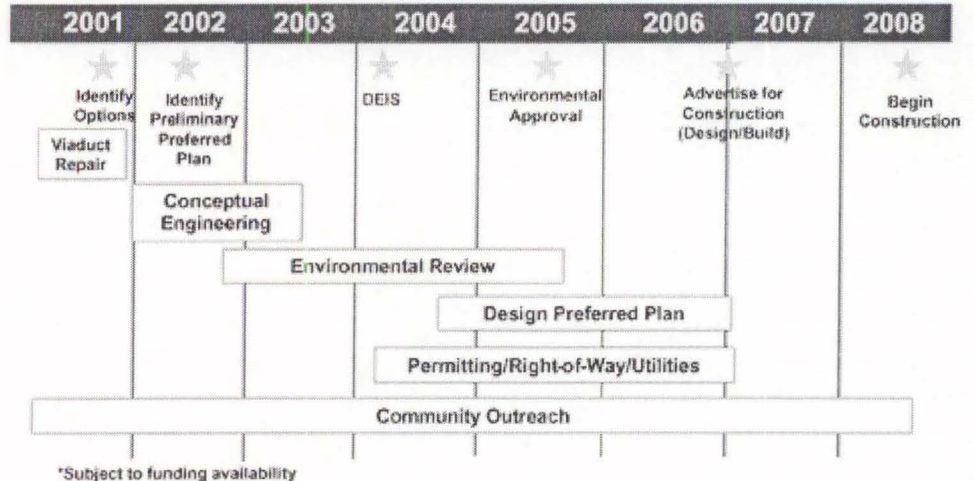 2001 2002 2003 2004 2005 2006 2007 2008
Identify
Options
Identify
Preliminary
Preferred
Plan
DEIS
Environmental
Approval
Advertise for
Construction
(Design/Build)
Begin
Construction
Viaduct
Repair
Conceptual
Engineering
Environmental Review
Design Preferred Plan
Permitting/Right-of-Way/Utilities
Community Outreach
*Subject to funding availability